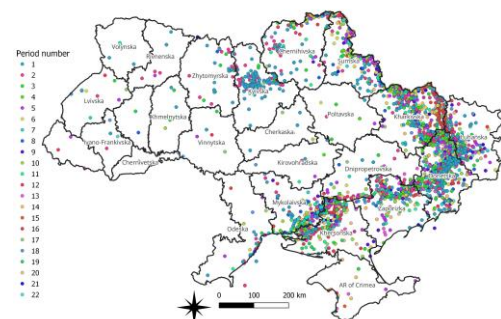 Period number
1
2
3
4
5
6
7
8
9
10
11
12
13
14
15
16
17
18
19
20
21
22
Volynska
Rivnenska
Zhytomyrska
Chernihivska
Sumska
Lvivska
Khmelnytska
Poltavska
Kharkivska
Luhanska
Ivano-Frankivska
Chernivetska
Vinnytska
Cherkaska
Kirovohradska
Dnipropetrovska
Mykolaivska
Zaporizka
Odeska
Khersonska
AR of Crimea
0 100 200 km